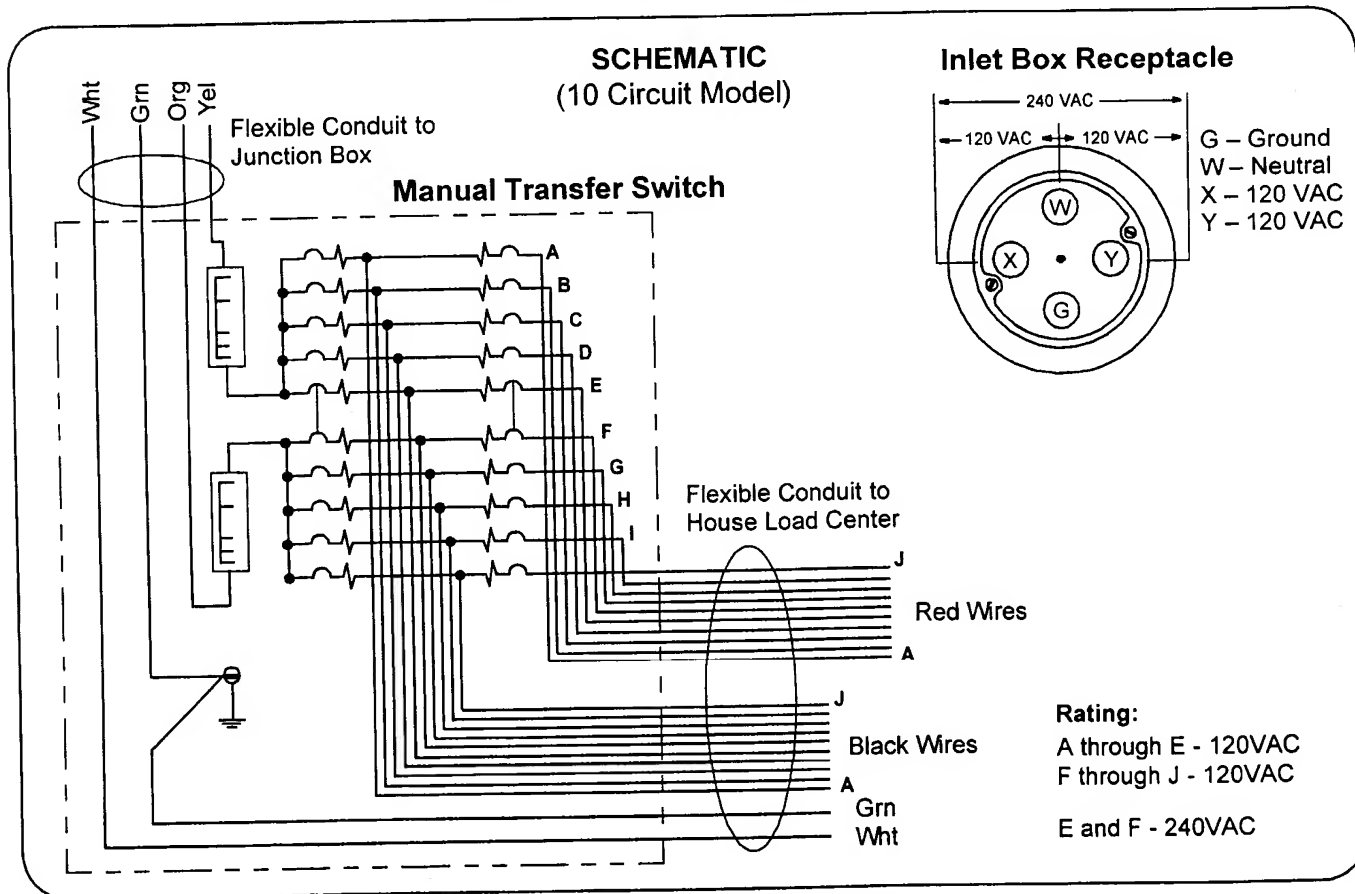 SCHEMATIC
(10 Circuit Model)
Inlet Box Receptacle
240 VAC
120 VAC
120 VAC
G – Ground
W – Neutral
X – 120 VAC
Y – 120 VAC
W
X
Y
G
Wht
Grn
Org
Yel
Flexible Conduit to
Junction Box
Manual Transfer Switch
A
B
C
D
E
F
G
H
I
Flexible Conduit to
House Load Center
J
Red Wires
A
J
Black Wires
A
Grn
Wht
Rating:
A through E - 120VAC
F through J - 120VAC
E and F - 240VAC